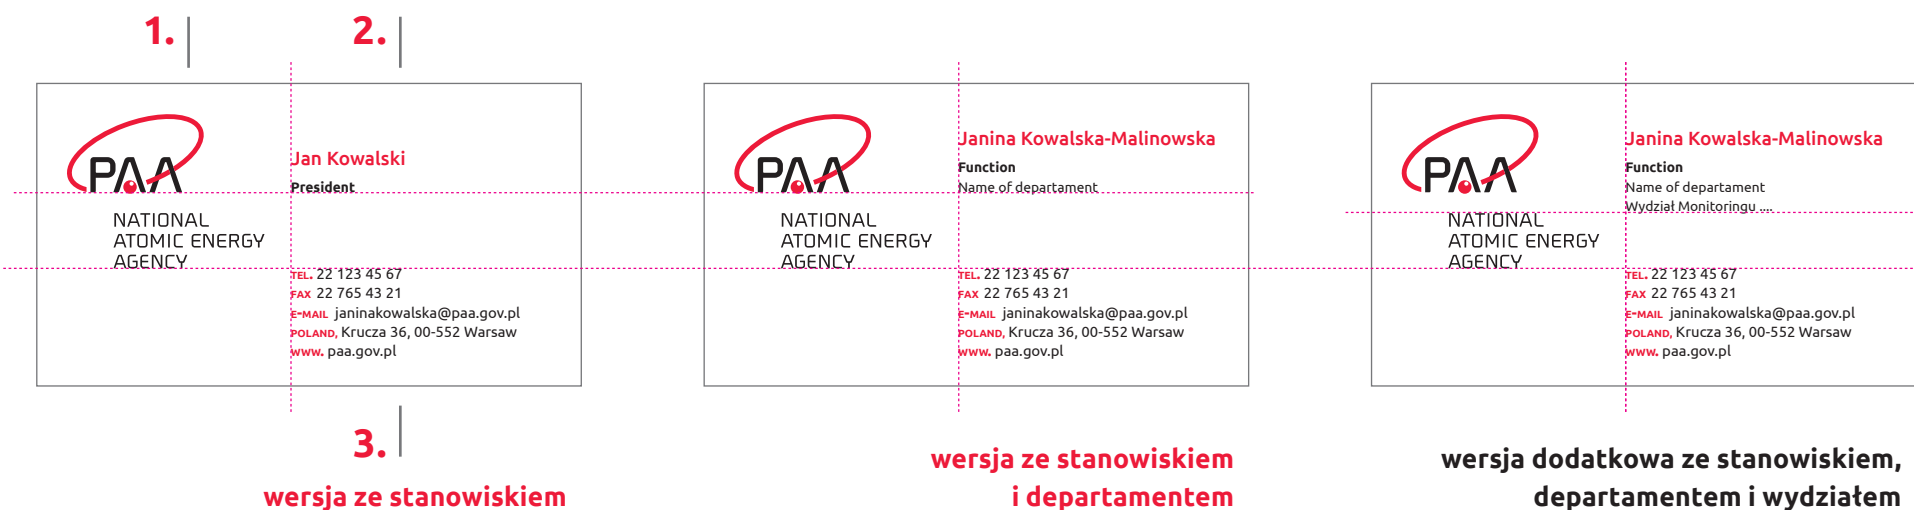 1.
2.
PAA
NATIONAL
ATOMIC ENERGY
AGENCY
Jan Kowalski
President
TEL. 22 123 45 67
FAX 22 765 43 21
E-MAIL janinakowalska@paa.gov.pl
POLAND, Krucza 36, 00-552 Warsaw
WWW. paa.gov.pl
3.
wersja ze stanowiskiem
PAA
NATIONAL
ATOMIC ENERGY
AGENCY
Janina Kowalska-Malinowska
Function
Name of departament
TEL. 22 123 45 67
FAX 22 765 43 21
E-MAIL janinakowalska@paa.gov.pl
POLAND, Krucza 36, 00-552 Warsaw
WWW. paa.gov.pl
wersja ze stanowiskiem
i departamentem
PAA
NATIONAL
ATOMIC ENERGY
AGENCY
Janina Kowalska-Malinowska
Function
Name of departament
Wydział Monitoringu ....
TEL. 22 123 45 67
FAX 22 765 43 21
E-MAIL janinakowalska@paa.gov.pl
POLAND, Krucza 36, 00-552 Warsaw
WWW. paa.gov.pl
wersja dodatkowa ze stanowiskiem,
departamentem i wydziałem